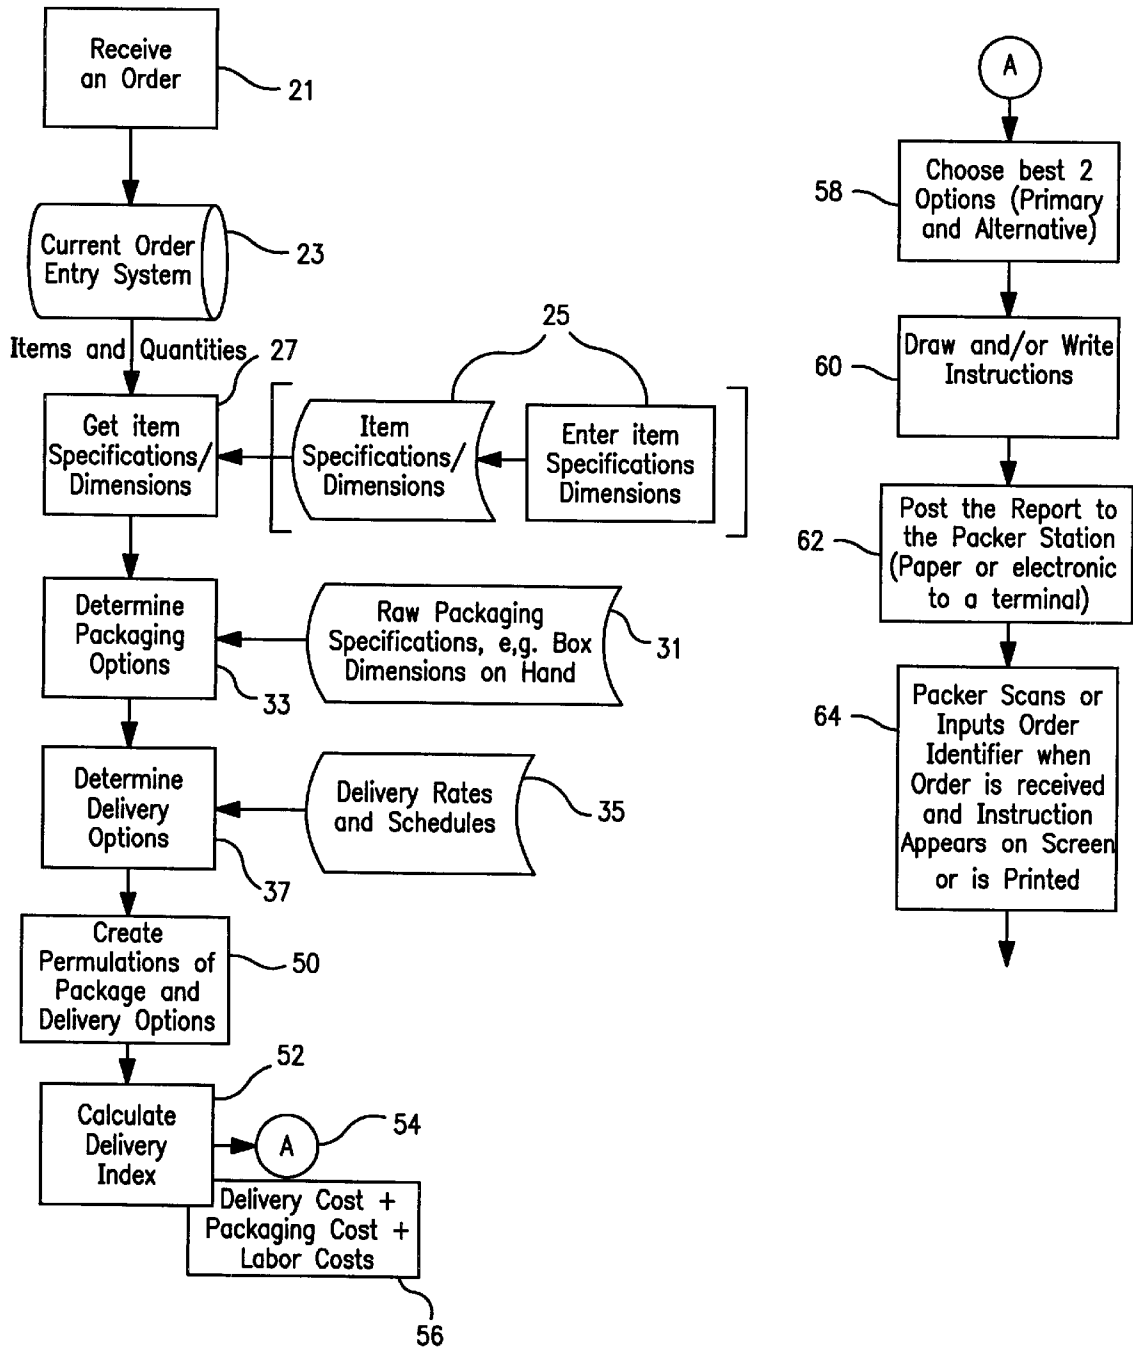 Receive
an Order
21
Current Order
Entry System
23
Items and Quantities
27
25
Get item
Specifications/
Dimensions
Item
Specifications/
Dimensions
Enter item
Specifications
Dimensions
Determine
Packaging
Options
33
Raw Packaging
Specifications, e,g. Box
Dimensions on Hand
31
Determine
Delivery
Options
37
Delivery Rates
and Schedules
35
Create
Permulations of
Package and
Delivery Options
50
52
Calculate
Delivery
Index
A
54
Delivery Cost +
Packaging Cost +
Labor Costs
56
A
58
Choose best 2
Options (Primary
and Alternative)
60
Draw and/or Write
Instructions
62
Post the Report to
the Packer Station
(Paper or electronic
to a terminal)
64
Packer Scans or
Inputs Order
Identifier when
Order is received
and Instruction
Appears on Screen
or is Printed